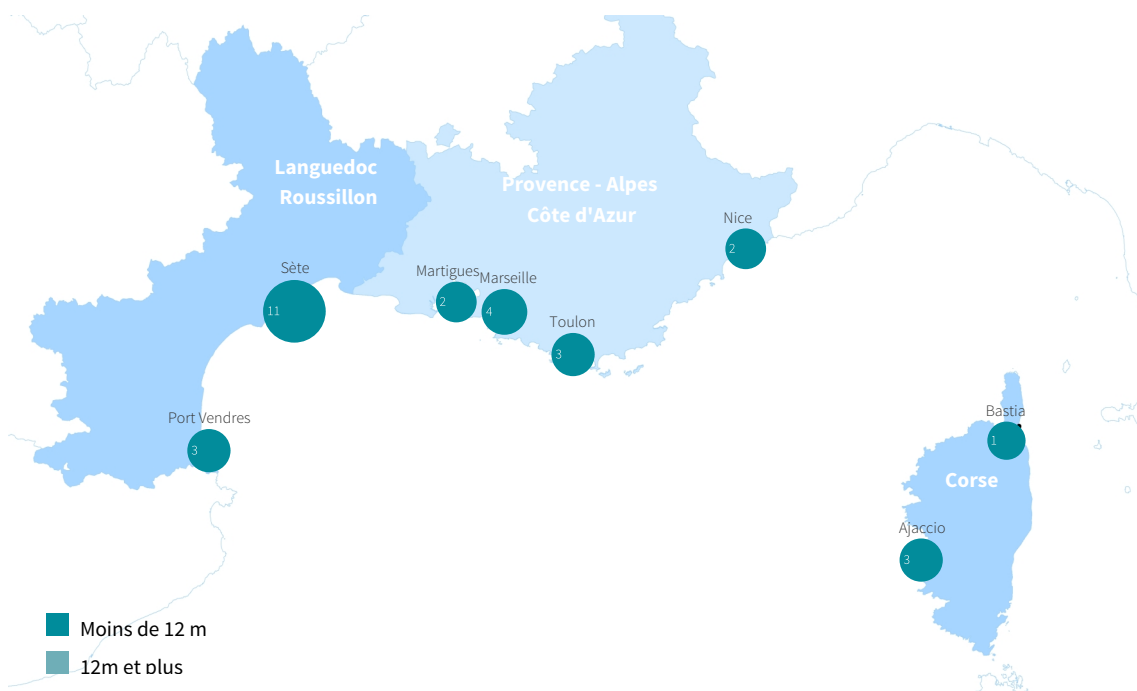 Languedoc
Roussillon
Provence - Alpes
Côte d'Azur
Nice
2
Sète
11
Martigues
2
Marseille
4
Toulon
3
Port Vendres
3
Bastia
1
Corse
Ajaccio
3
Moins de 12 m
12m et plus